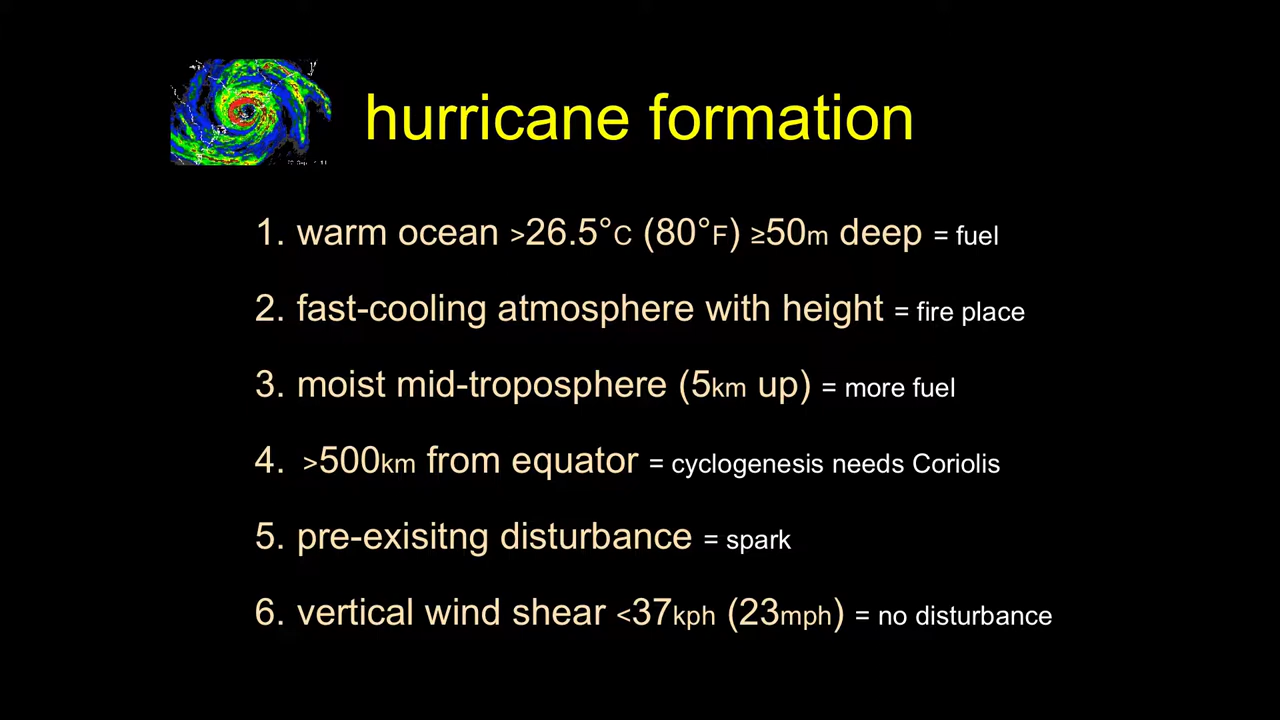 hurricane formation
1. warm ocean >26.5°C (80°F) ≥50m deep = fuel
2. fast-cooling atmosphere with height = fire place
3. moist mid-troposphere (5km up) = more fuel
4. >500km from equator = cyclogenesis needs Coriolis
5. pre-exisitng disturbance = spark
6. vertical wind shear <37kph (23mph) = no disturbance